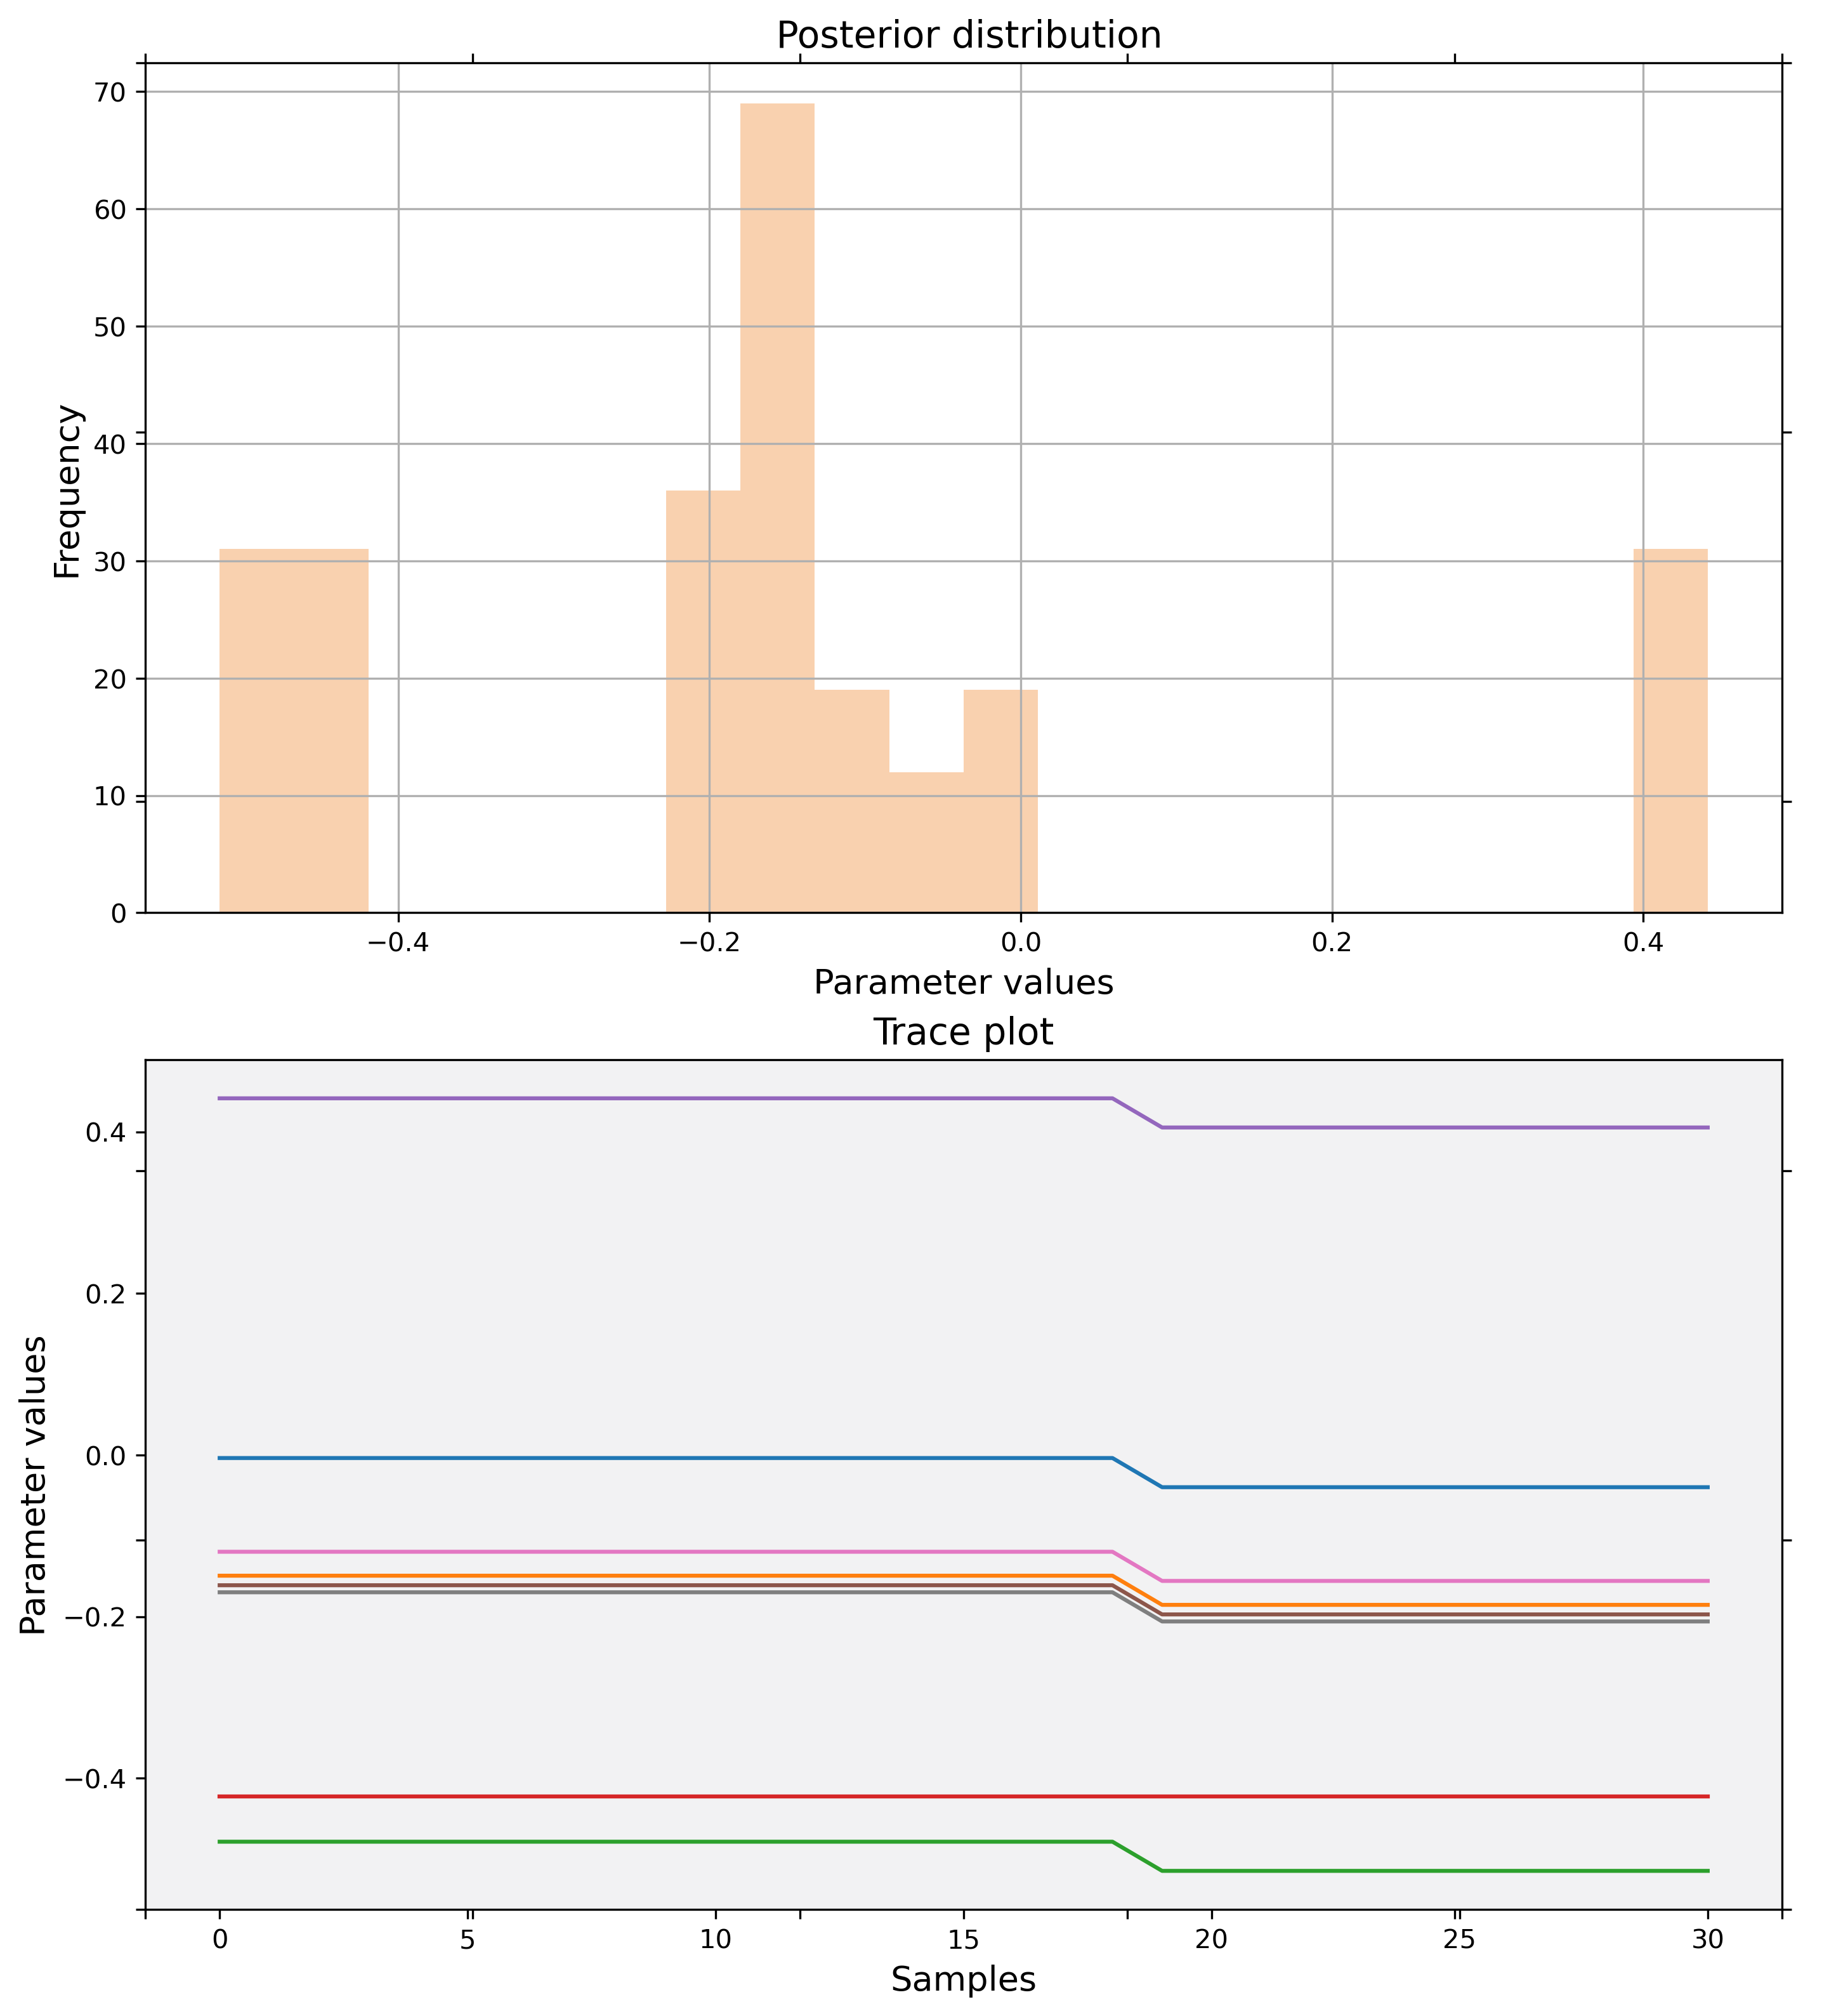 Posterior distribution
70
60
50
40
30
20
10
0
Frequency
−0.4 −0.2 0.0 0.2 0.4
Parameter values
Trace plot
0.4
0.2
0.0
−0.2
−0.4
Parameter values
0 5 10 15 20 25 30
Samples